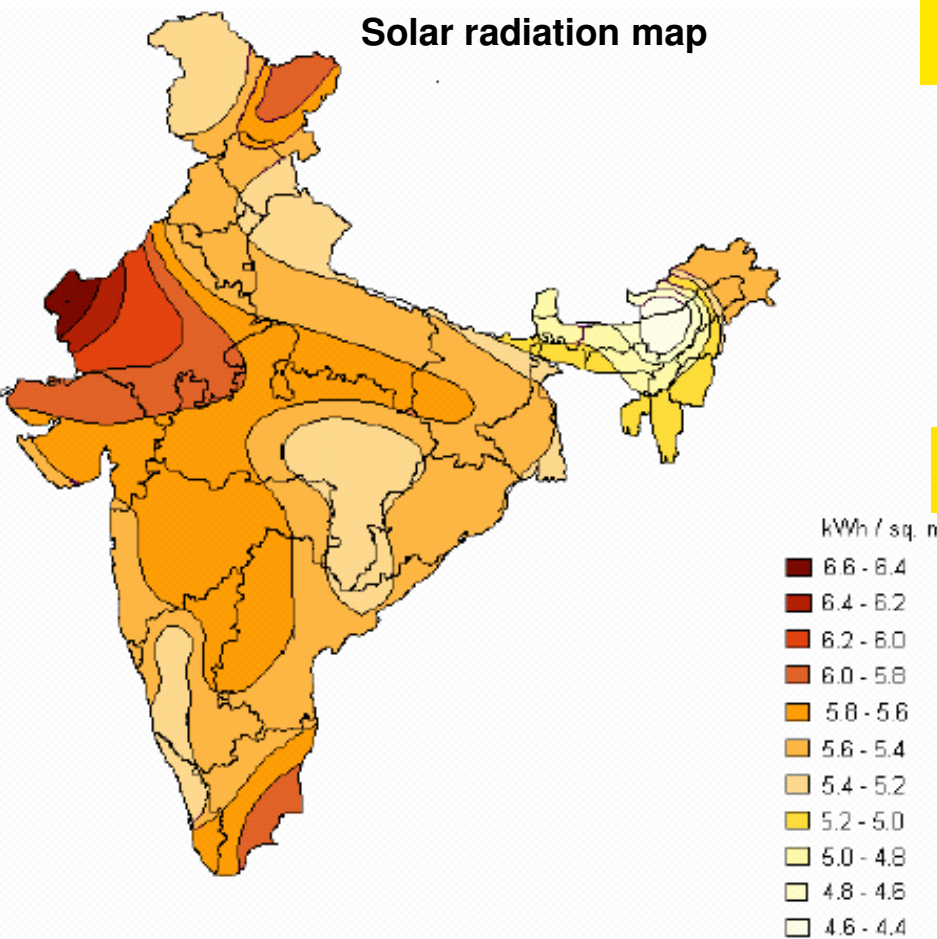 Solar radiation map
kWh / sq. m
6.6 - 6.4
6.4 - 6.2
6.2 - 6.0
6.0 - 5.8
5.8 - 5.6
5.6 - 5.4
5.4 - 5.2
5.2 - 5.0
5.0 - 4.8
4.8 - 4.6
4.6 - 4.4